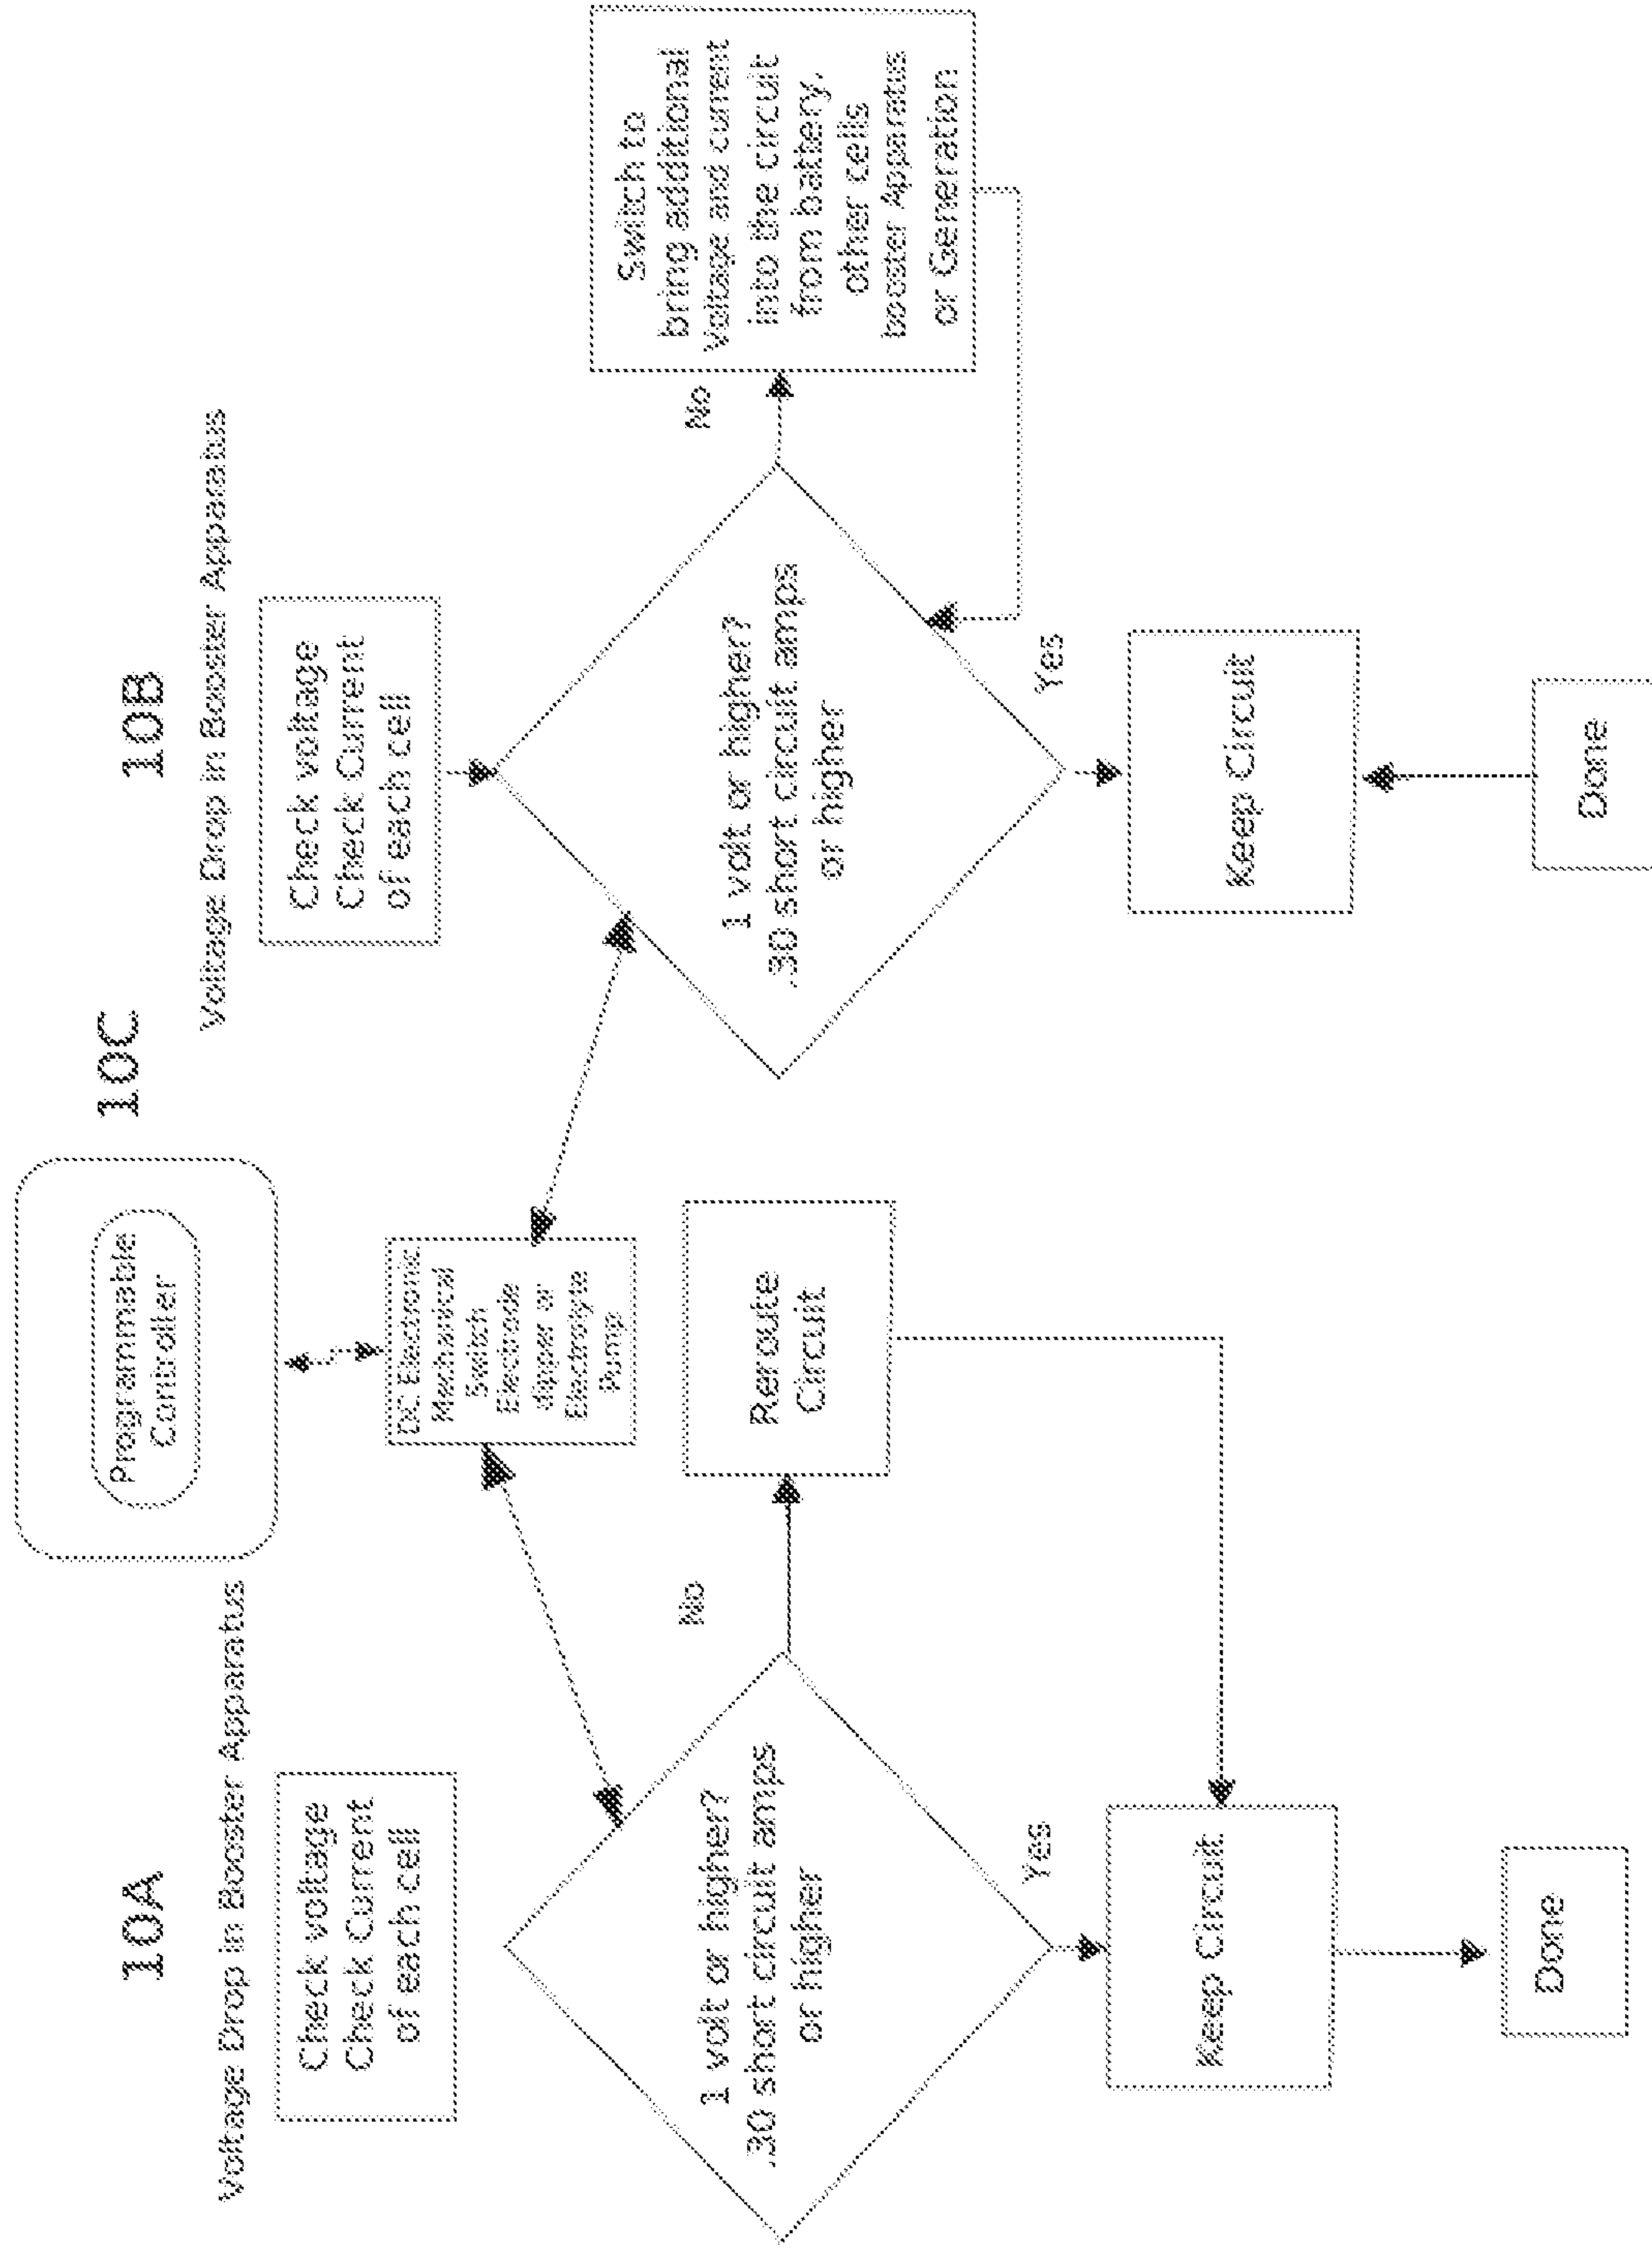 10A
Voltage Drop in Booster Apparatus
Check voltage
Check Current
of each cell
1 volt or higher?
.30 short circuit amps
or higher
No
Reroute
Circuit
Yes
Keep Circuit
Done
10C
Programmable
Controller
DC Electronic
Mechanical
Switch
Electrode
dipper or
Electrolyte
Pump
10B
Voltage Drop in Booster Apparatus
Check voltage
Check Current
of each cell
1 volt or higher?
.30 short circuit amps
or higher
No
Switch to
bring additional
voltage and current
into the circuit
from battery,
other cells
booster Apparatus
or Generation
Yes
Keep Circuit
Done